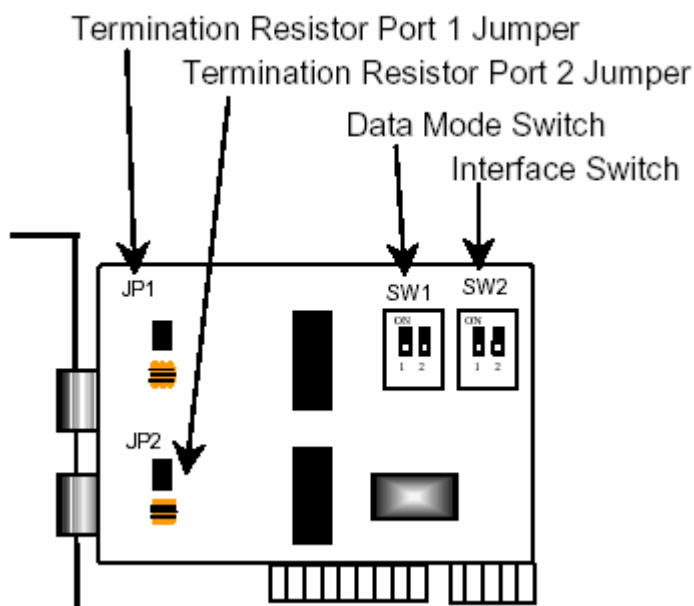 Termination Resistor Port 1 Jumper
Termination Resistor Port 2 Jumper
Data Mode Switch
Interface Switch
JP1
SW1
SW2
ON
1 2
ON
1 2
JP2